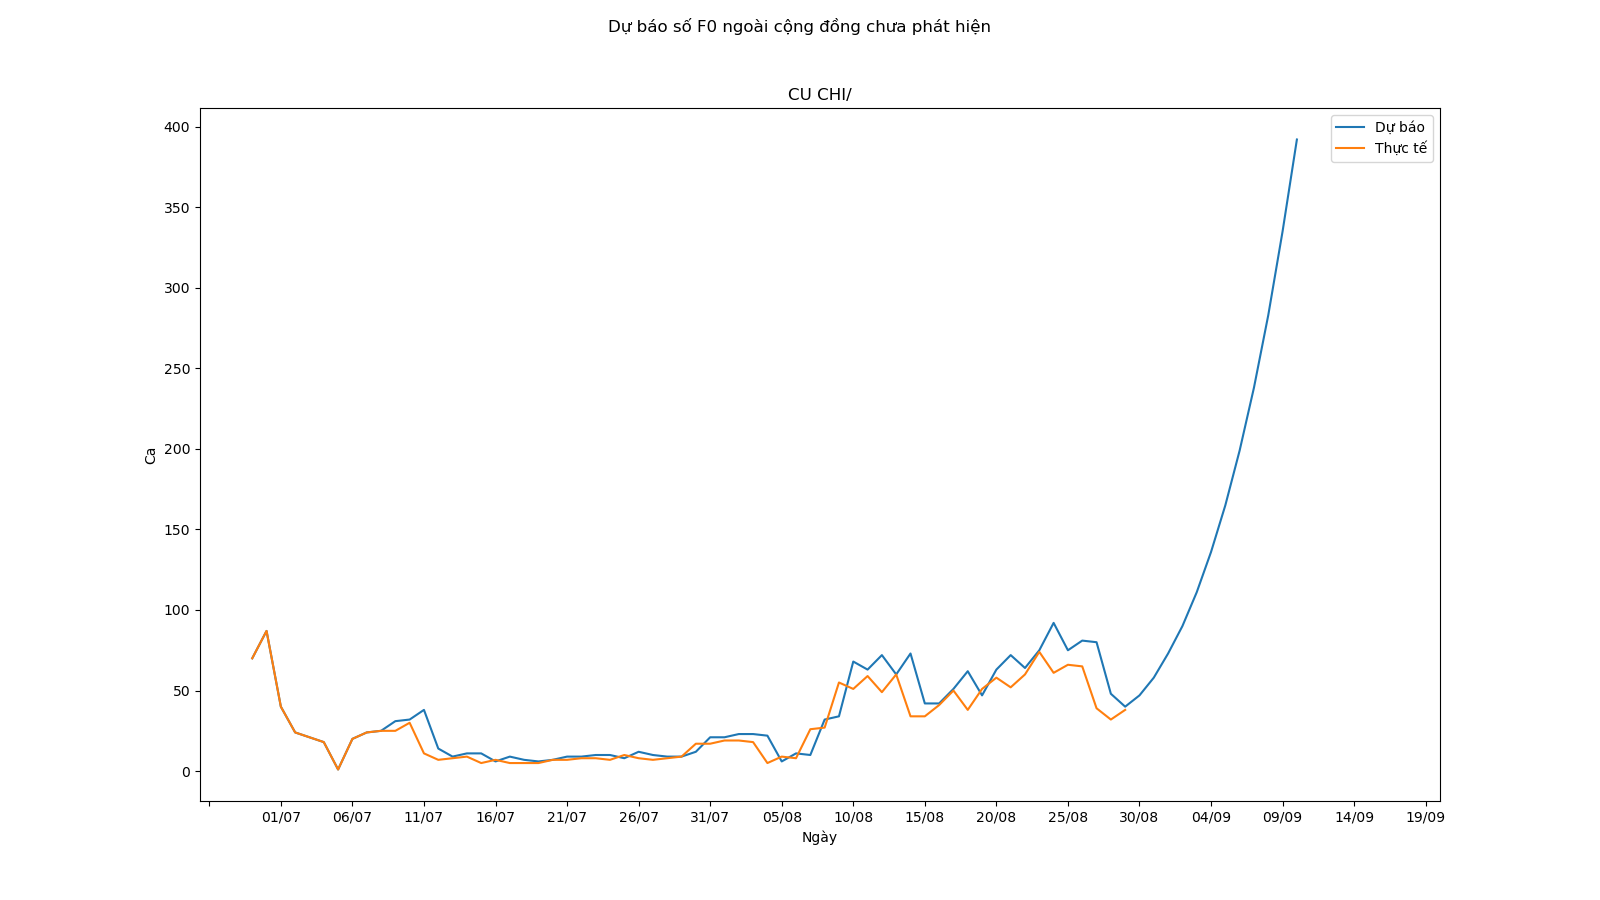 Dự báo số F0 ngoài cộng đồng chưa phát hiện
CU CHI/
Dự báo
Thực tế
400
350
300
250
200
150
100
50
0
Ca
01/07 06/07 11/07 16/07 21/07 26/07 31/07 05/08 10/08 15/08 20/08 25/08 30/08 04/09 09/09 14/09 19/09
Ngày